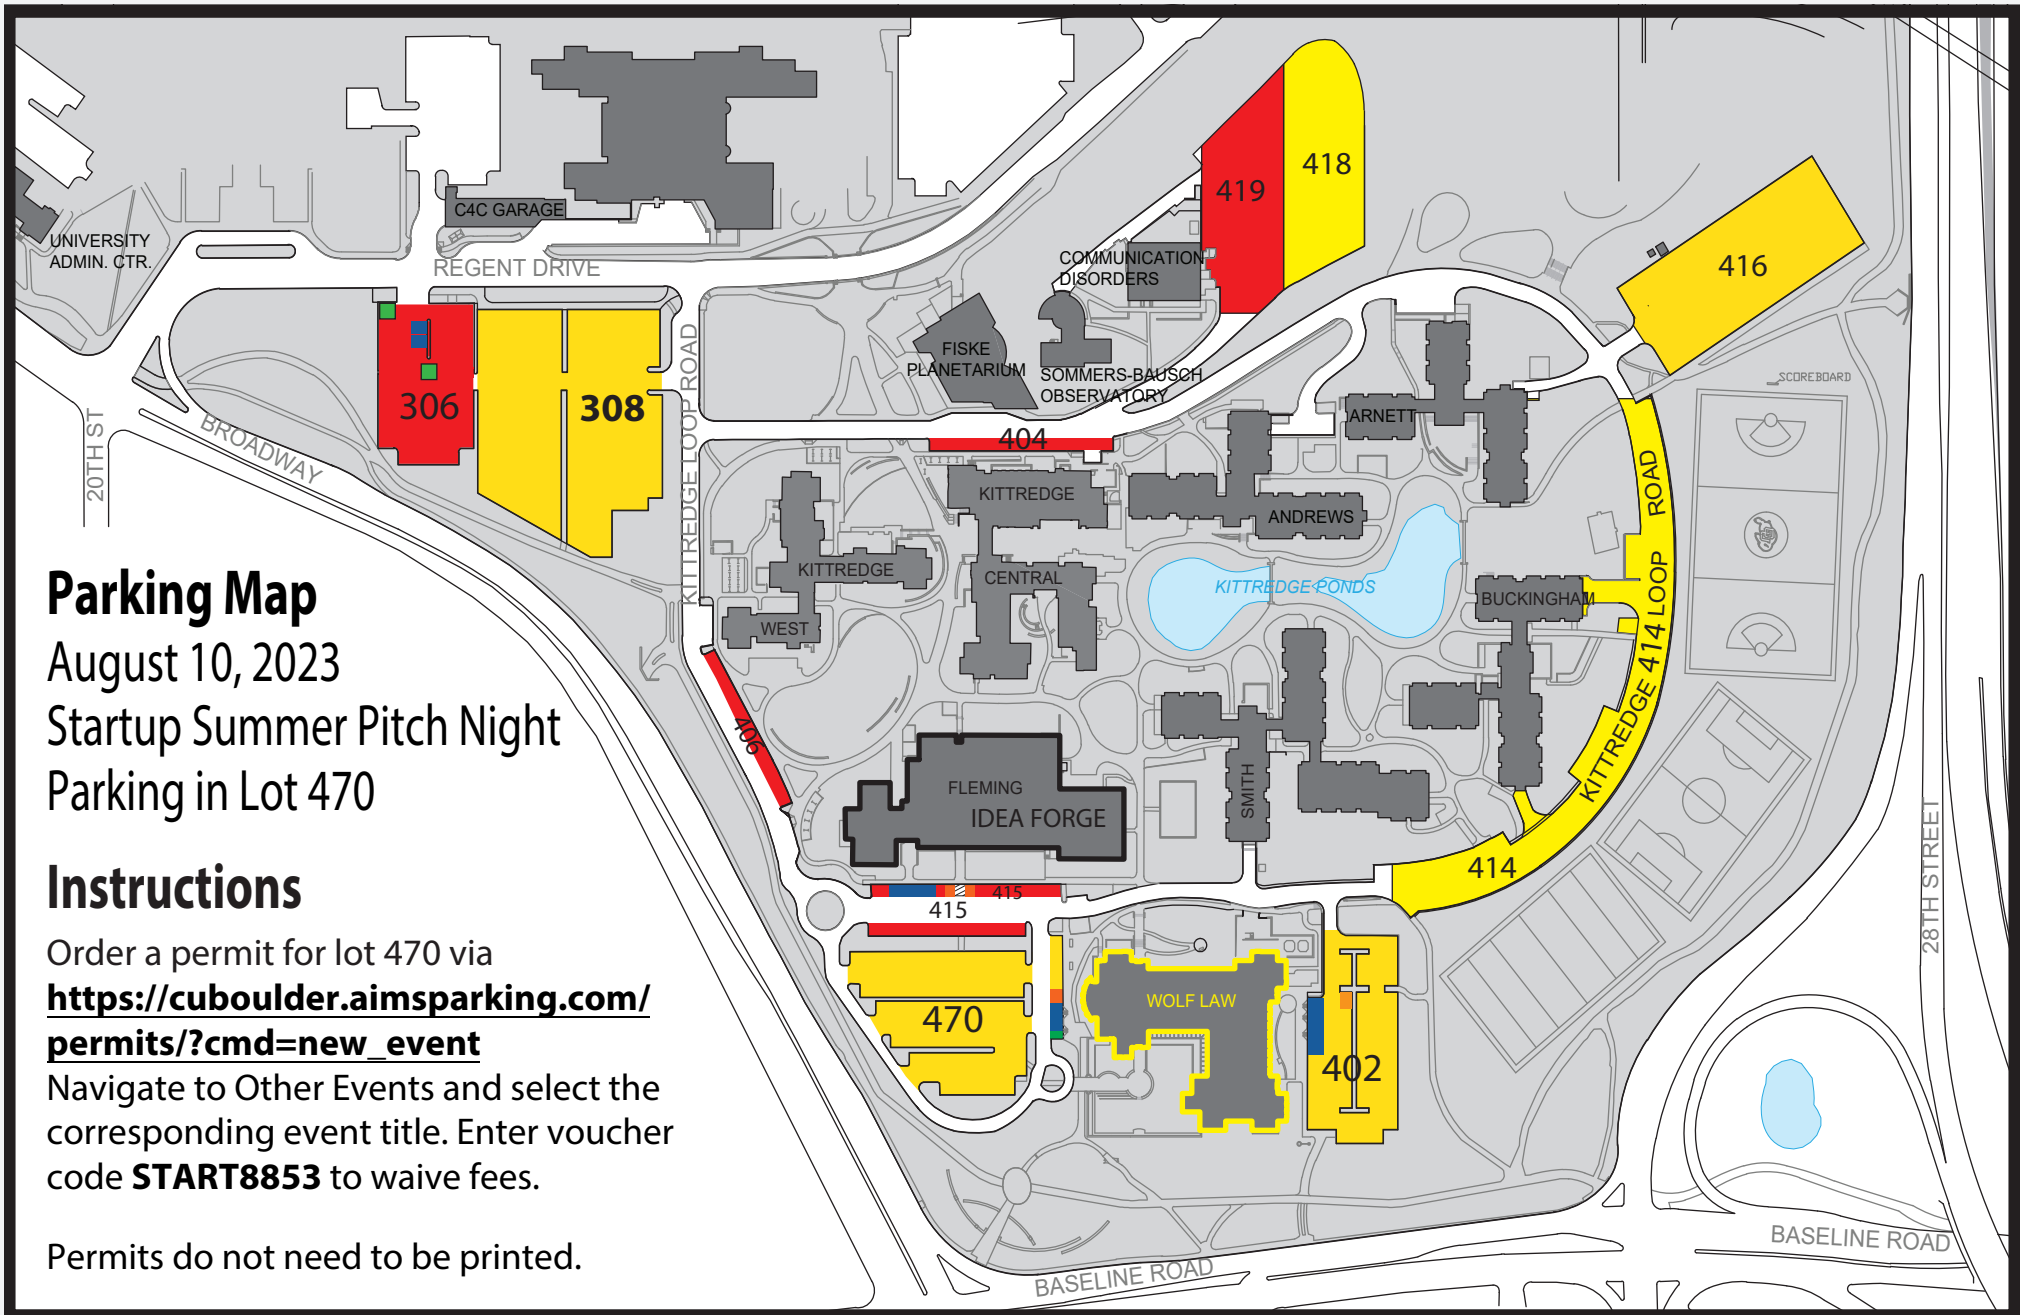 C4C GARAGE
UNIVERSITY
ADMIN. CTR.
REGENT DRIVE
419
418
COMMUNICATION
DISORDERS
416
FISKE
PLANETARIUM
SOMMERS-BAUSCH
OBSERVATORY
SCOREBOARD
306
308
KITTREDGE LOOP ROAD
404
ARNETT
20TH ST
BROADWAY
KITTREDGE
ANDREWS
KITTREDGE
CENTRAL
KITTREDGE PONDS
BUCKINGHAM
WEST
KITTREDGE 414 LOOP ROAD
406
FLEMING
IDEA FORGE
SMITH
414
415
415
28TH STREET
WOLF LAW
470
402
BASELINE ROAD
BASELINE ROAD
Parking Map
August 10, 2023
Startup Summer Pitch Night
Parking in Lot 470
Instructions
Order a permit for lot 470 via
https://cuboulder.aimsparking.com/
permits/?cmd=new_event
Navigate to Other Events and select the
corresponding event title. Enter voucher
code START8853 to waive fees.
Permits do not need to be printed.